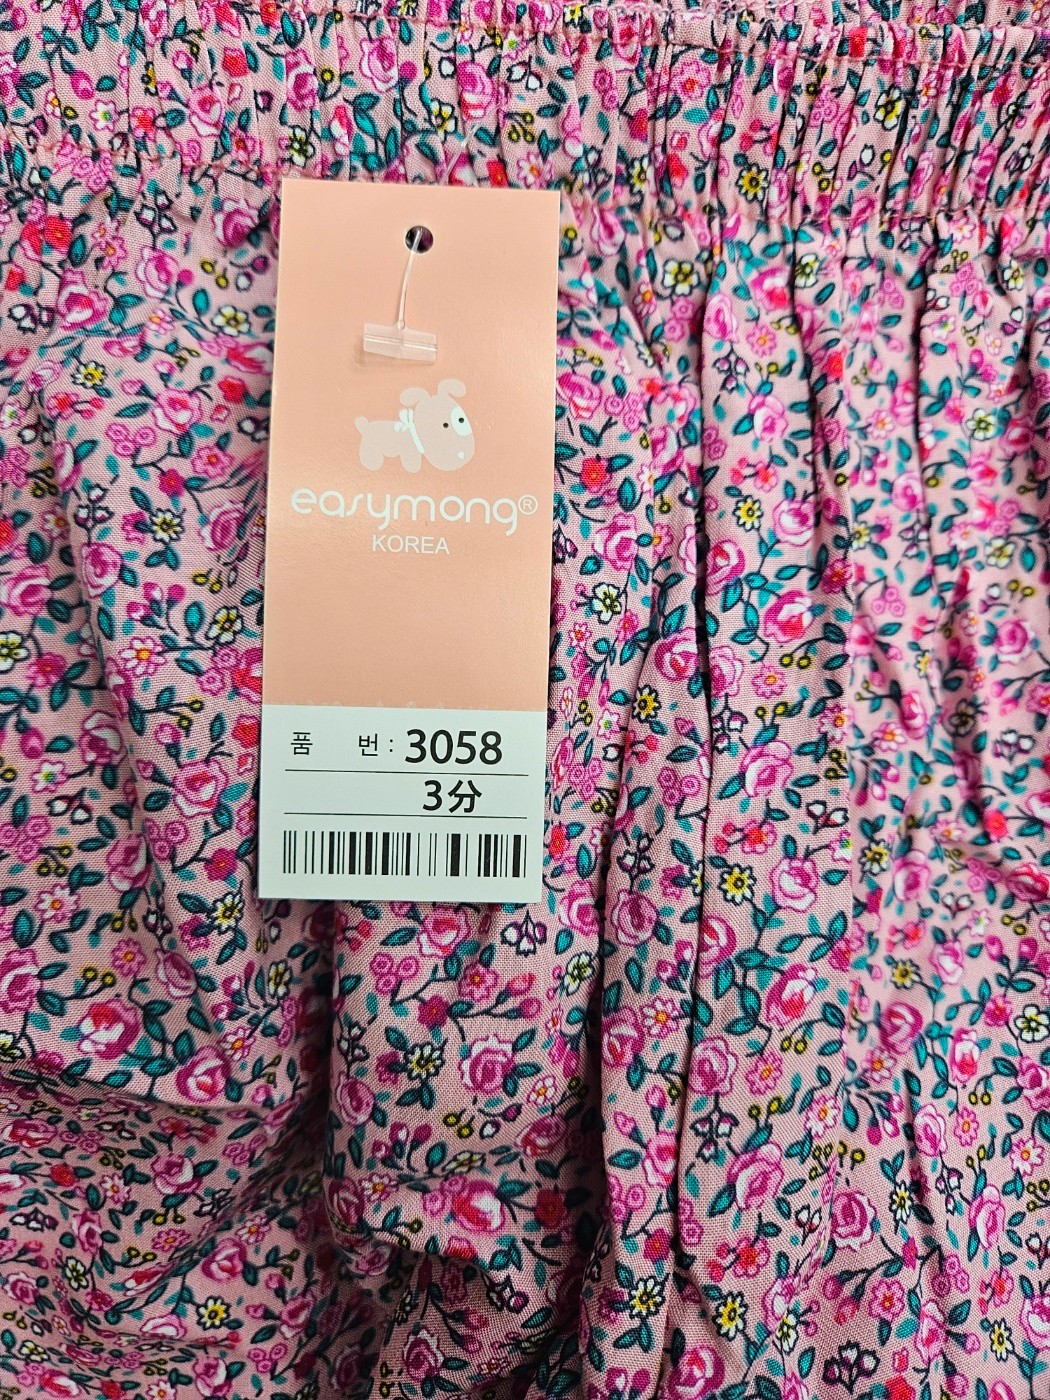 easymong®
KOREA
품 번 : 3058
3分